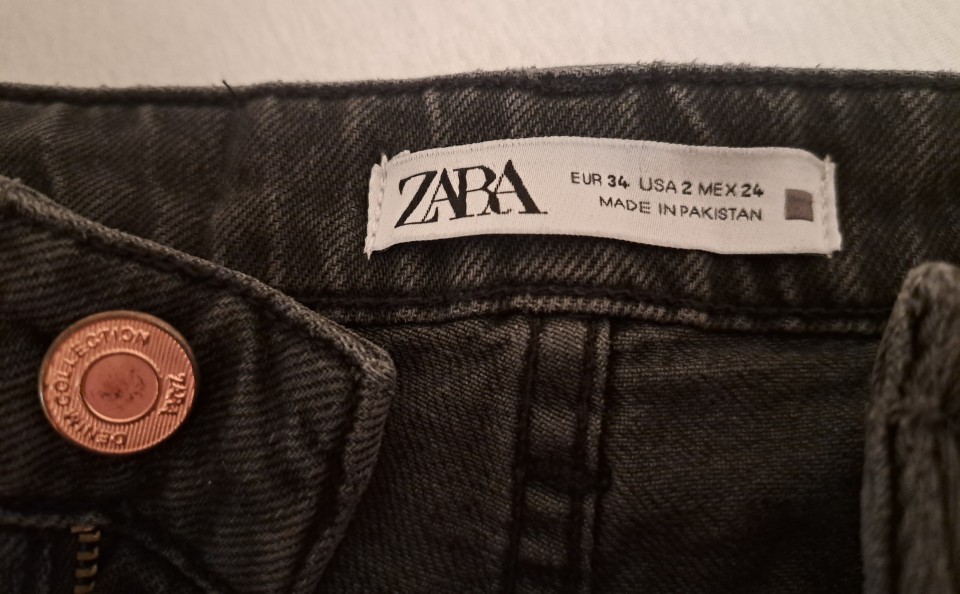 ZARA
EUR 34 USA 2 MEX 24
MADE IN PAKISTAN
ZARA DENIM COLLECTION